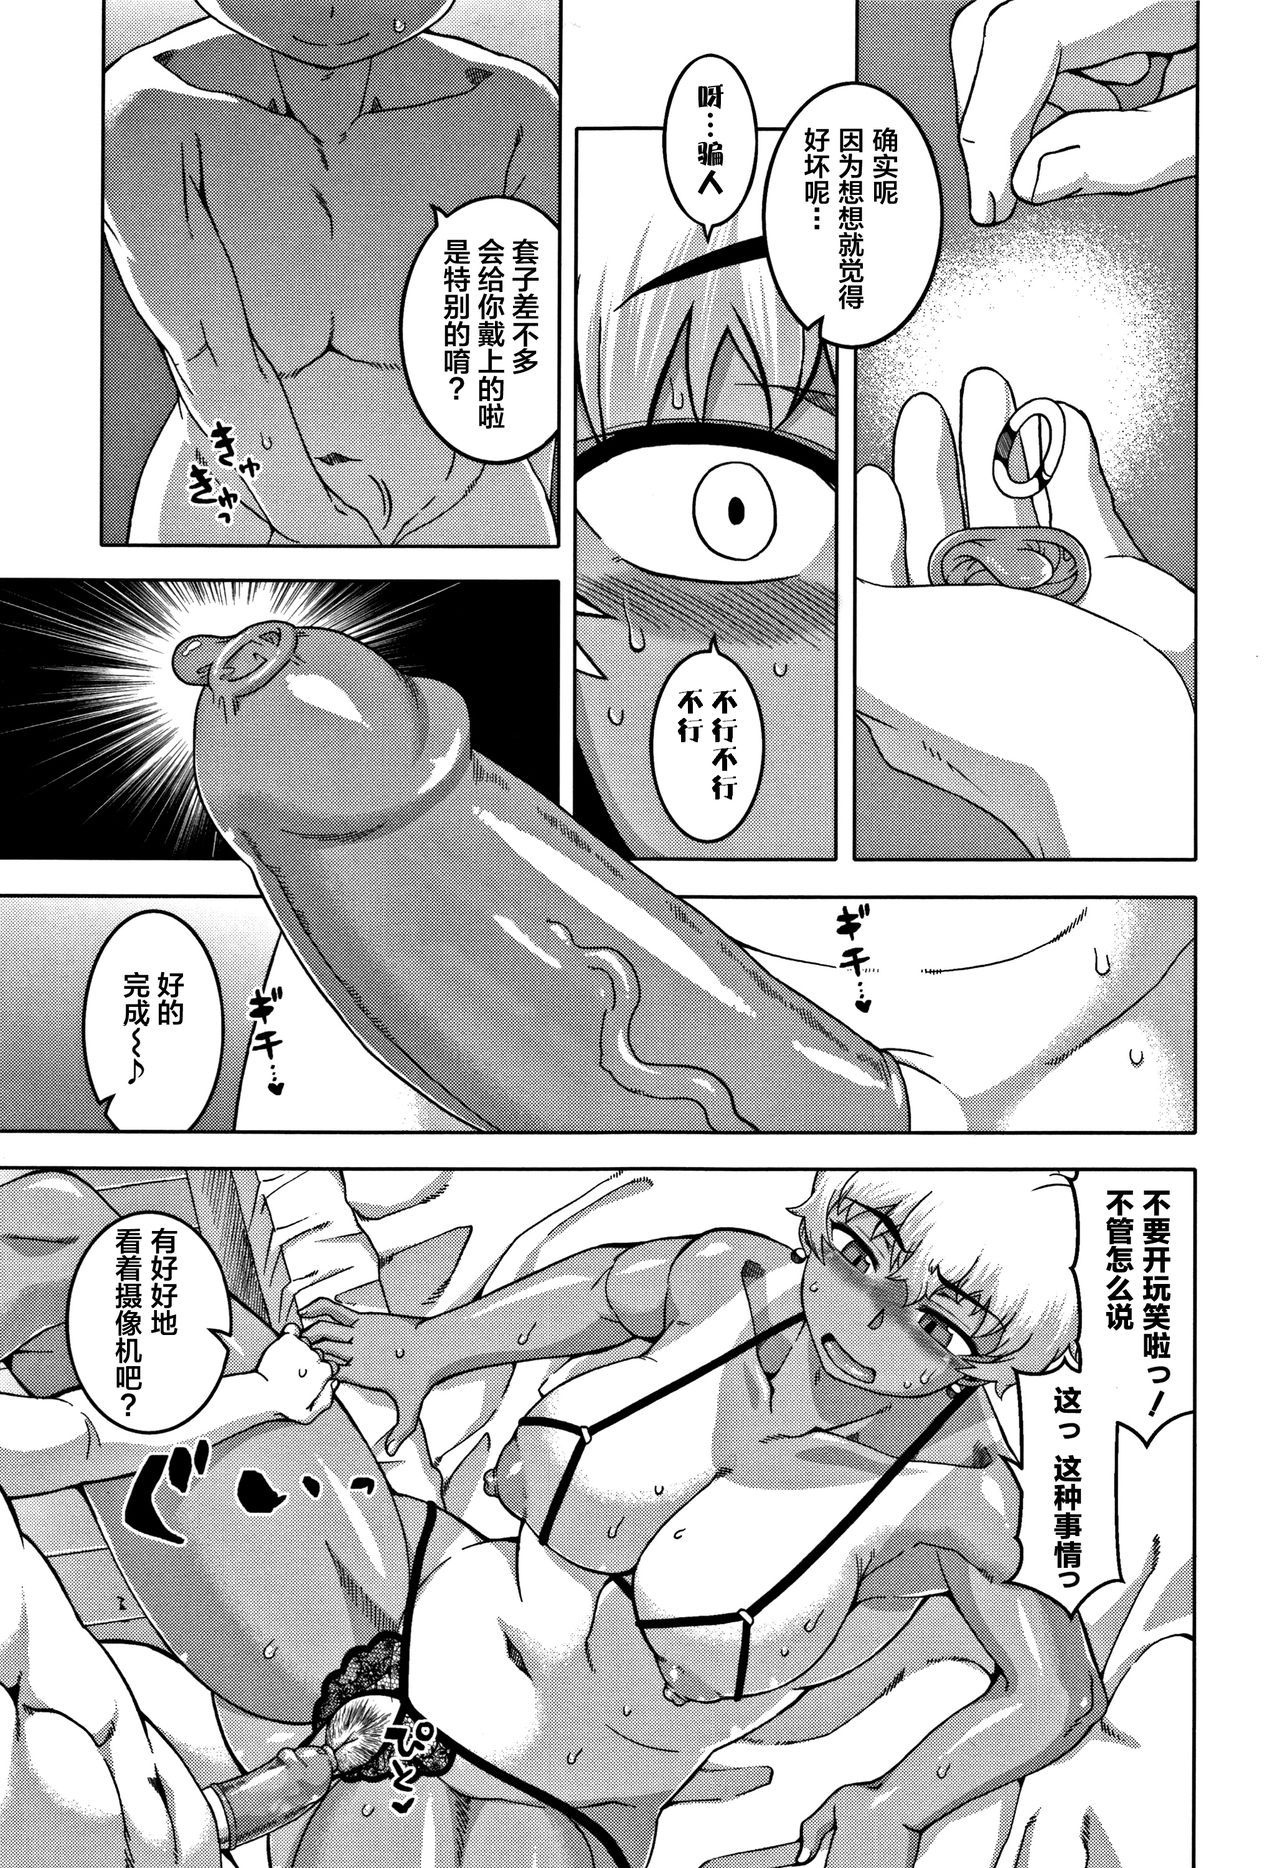 确实呢
因为想想就觉得
好坏呢…
呀…骗人
不行不行
不行
套子差不多
会给你戴上的啦
是特别的唷？
きゅ
きゅっ
ギチ…♥
ギチ…♥
好的
完成～♪
不要开玩笑啦っ！
不管怎么说
这っ 这种事情っ
有好好地
看着摄像机吧？
ぐいっ
ぴと♥